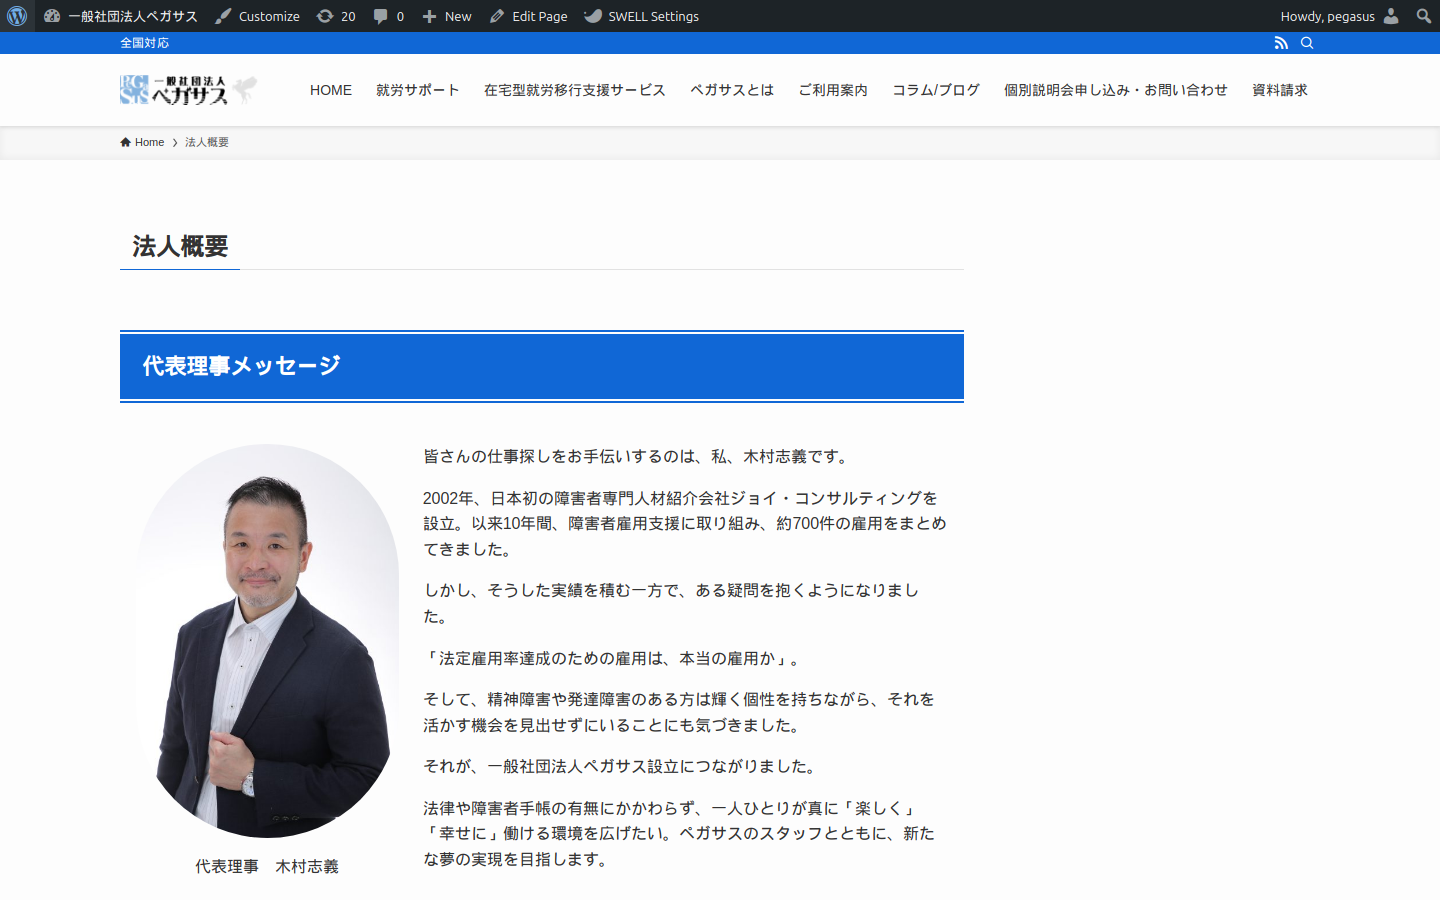 一般社団法人ペガサス
Customize
20
0
New
Edit Page
SWELL Settings
Howdy, pegasus
全国対応
PG
SS
一般社団法人
ペガサス
HOME
就労サポート
在宅型就労移行支援サービス
ペガサスとは
ご利用案内
コラム/ブログ
個別説明会申し込み・お問い合わせ
資料請求
Home
法人概要
法人概要
代表理事メッセージ
皆さんの仕事探しをお手伝いするのは、私、木村志義です。
2002年、日本初の障害者専門人材紹介会社ジョイ・コンサルティングを
設立。以来10年間、障害者雇用支援に取り組み、約700件の雇用をまとめ
てきました。
しかし、そうした実績を積む一方で、ある疑問を抱くようになりまし
た。
「法定雇用率達成のための雇用は、本当の雇用か」。
そして、精神障害や発達障害のある方は輝く個性を持ちながら、それを
活かす機会を見出せずにいることにも気づきました。
それが、一般社団法人ペガサス設立につながりました。
法律や障害者手帳の有無にかかわらず、一人ひとりが真に「楽しく」
「幸せに」働ける環境を広げたい。ペガサスのスタッフとともに、新た
な夢の実現を目指します。
代表理事　木村志義